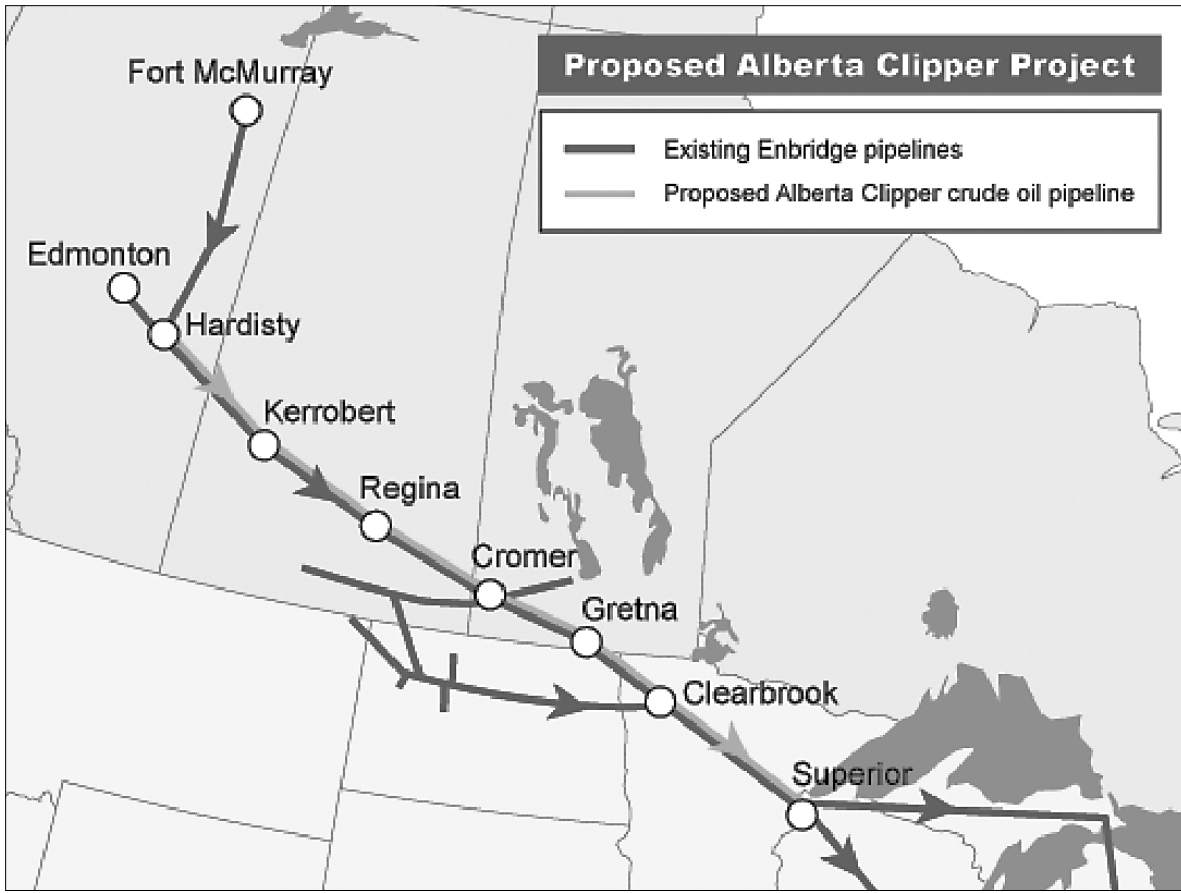 Proposed Alberta Clipper Project
Fort McMurray
Existing Enbridge pipelines
Proposed Alberta Clipper crude oil pipeline
Edmonton
Hardisty
Kerrobert
Regina
Cromer
Gretna
Clearbrook
Superior